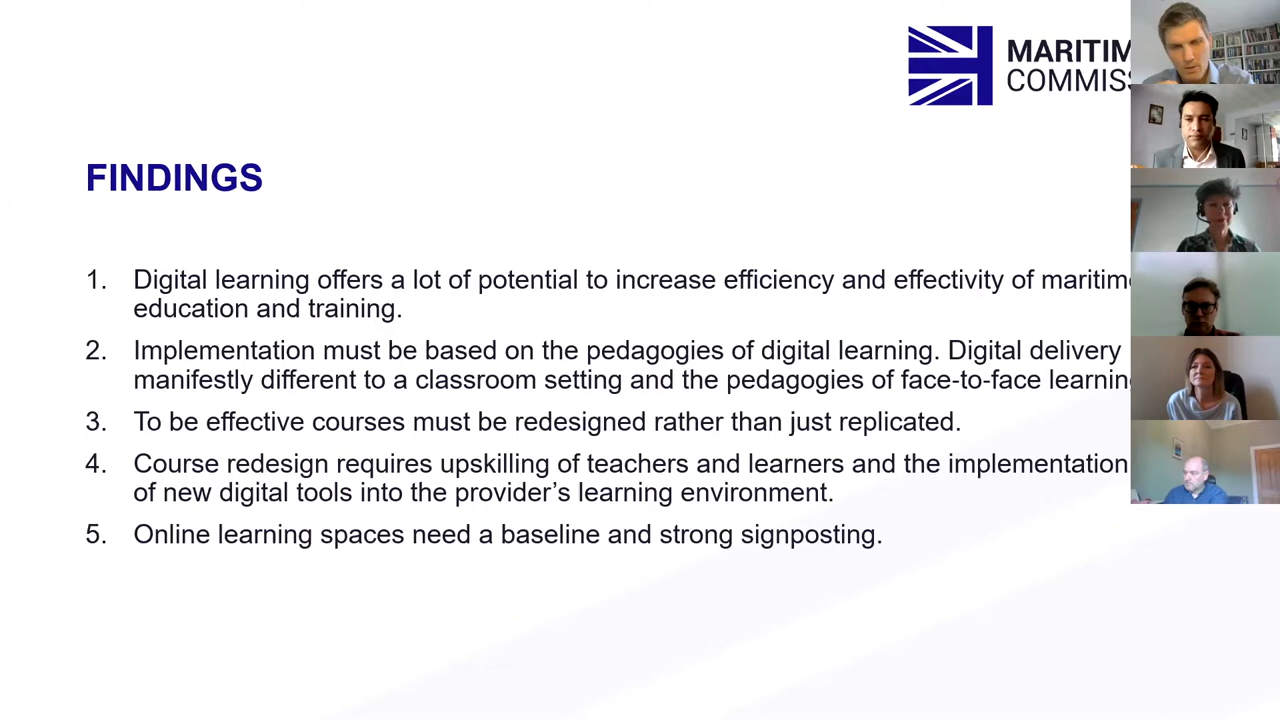 MARITIM
COMMISS
FINDINGS
1. Digital learning offers a lot of potential to increase efficiency and effectivity of maritime
education and training.
2. Implementation must be based on the pedagogies of digital learning. Digital delivery
manifestly different to a classroom setting and the pedagogies of face-to-face learnin
3. To be effective courses must be redesigned rather than just replicated.
4. Course redesign requires upskilling of teachers and learners and the implementation
of new digital tools into the provider's learning environment.
5. Online learning spaces need a baseline and strong signposting.